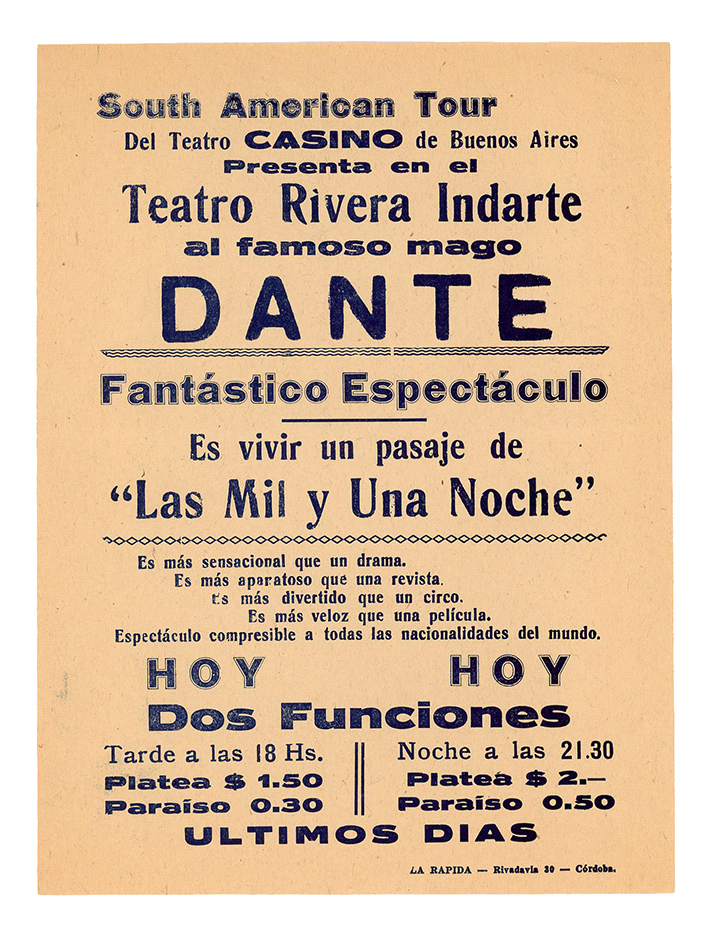 South American Tour
Del Teatro CASINO de Buenos Aires
Presenta en el
Teatro Rivera Indarte
al famoso mago
DANTE
Fantástico Espectáculo
Es vivir un pasaje de
“Las Mil y Una Noche”
Es más sensacional que un drama.
Es más aparatoso que una revista.
Es más divertido que un circo.
Es más veloz que una película.
Espectáculo compresible a todas las nacionalidades del mundo.
HOY HOY
Dos Funciones
Tarde a las 18 Hs. Noche a las 21.30
Platea $ 1.50 Platea $ 2.—
Paraíso 0.30 Paraíso 0.50
ULTIMOS DIAS
LA RAPIDA — Rivadavia 30 — Córdoba.